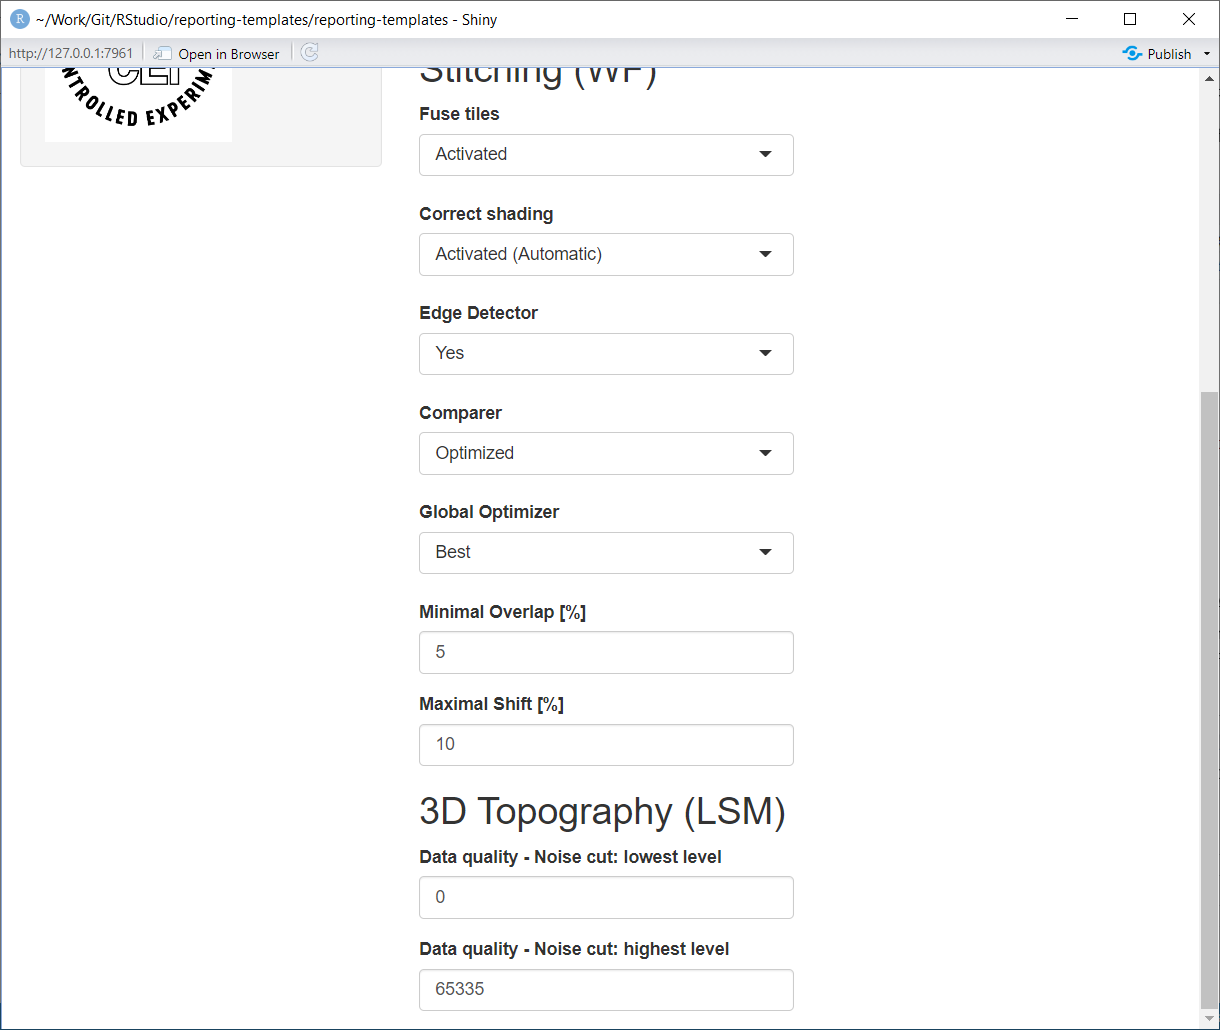 R ~/Work/Git/RStudio/reporting-templates/reporting-templates - Shiny
http://127.0.0.1:7961 Open in Browser Publish
NTROLLED EXPERIM
Stitching (WF)
Fuse tiles
Activated
Correct shading
Activated (Automatic)
Edge Detector
Yes
Comparer
Optimized
Global Optimizer
Best
Minimal Overlap [%]
5
Maximal Shift [%]
10
3D Topography (LSM)
Data quality - Noise cut: lowest level
0
Data quality - Noise cut: highest level
65335